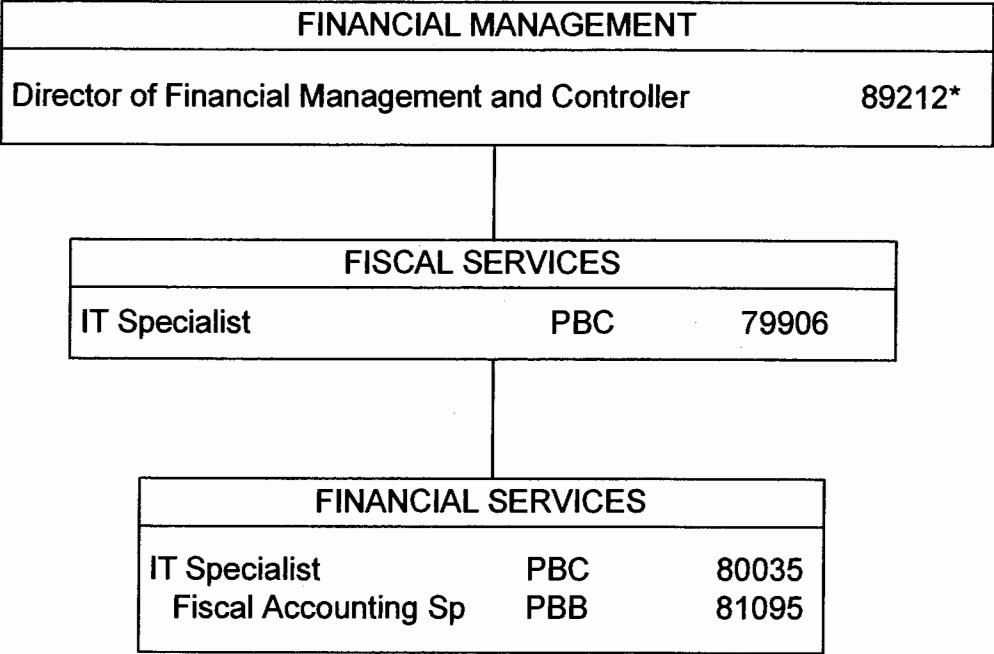 FINANCIAL MANAGEMENT
Director of Financial Management and Controller 89212*
FISCAL SERVICES
IT Specialist PBC 79906
FINANCIAL SERVICES
IT Specialist PBC 80035
Fiscal Accounting Sp PBB 81095